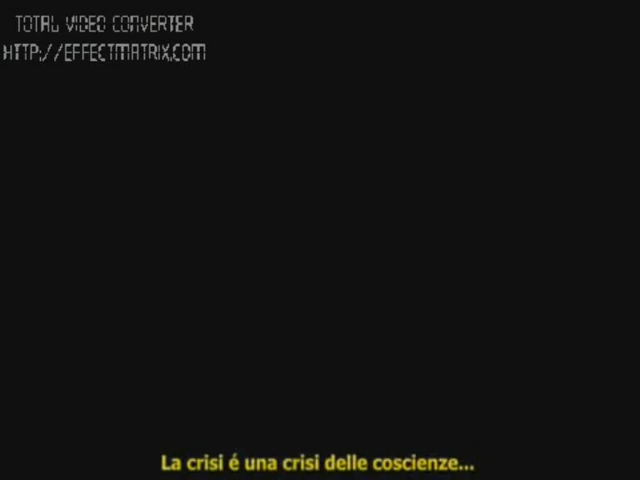 TOTAL VIDEO CONVERTER
HTTP://EFFECTMATRIX.COM
La crisi é una crisi delle coscienze...